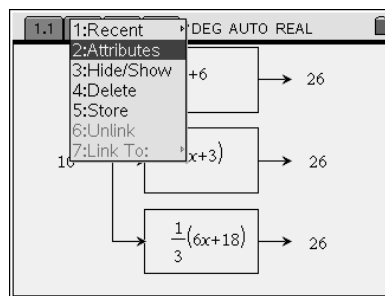 1.1 1:Recent DEG AUTO REAL
2:Attributes
3:Hide/Show +6 26
4:Delete
5:Store
6:Unlink
7:Link To: x+3) 26
1/3(6x+18) 26